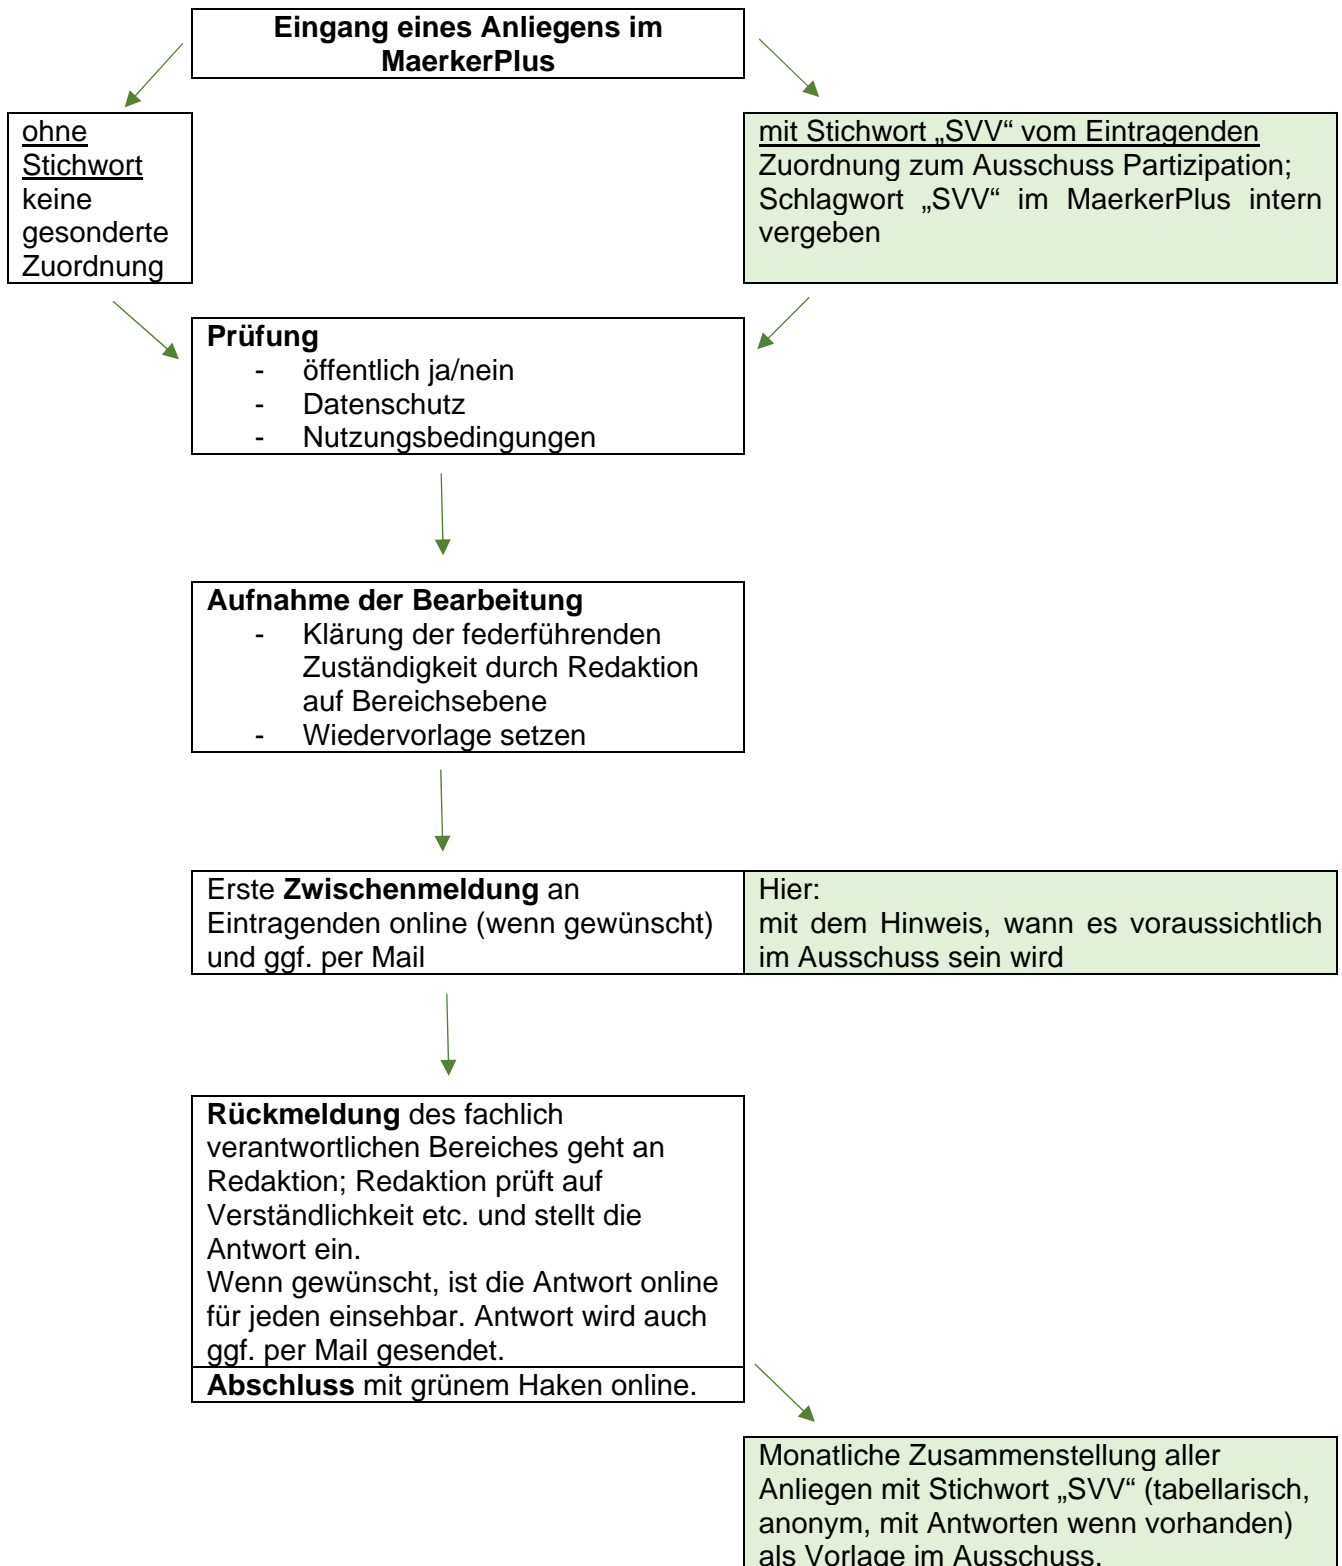 Eingang eines Anliegens im
MaerkerPlus
ohne
Stichwort
keine
gesonderte
Zuordnung
mit Stichwort „SVV“ vom Eintragenden
Zuordnung zum Ausschuss Partizipation;
Schlagwort „SVV“ im MaerkerPlus intern
vergeben
Prüfung
- öffentlich ja/nein
- Datenschutz
- Nutzungsbedingungen
Aufnahme der Bearbeitung
- Klärung der federführenden
Zuständigkeit durch Redaktion
auf Bereichsebene
- Wiedervorlage setzen
Erste Zwischenmeldung an
Eintragenden online (wenn gewünscht)
und ggf. per Mail
Hier:
mit dem Hinweis, wann es voraussichtlich
im Ausschuss sein wird
Rückmeldung des fachlich
verantwortlichen Bereiches geht an
Redaktion; Redaktion prüft auf
Verständlichkeit etc. und stellt die
Antwort ein.
Wenn gewünscht, ist die Antwort online
für jeden einsehbar. Antwort wird auch
ggf. per Mail gesendet.
Abschluss mit grünem Haken online.
Monatliche Zusammenstellung aller
Anliegen mit Stichwort „SVV“ (tabellarisch,
anonym, mit Antworten wenn vorhanden)
als Vorlage im Ausschuss.